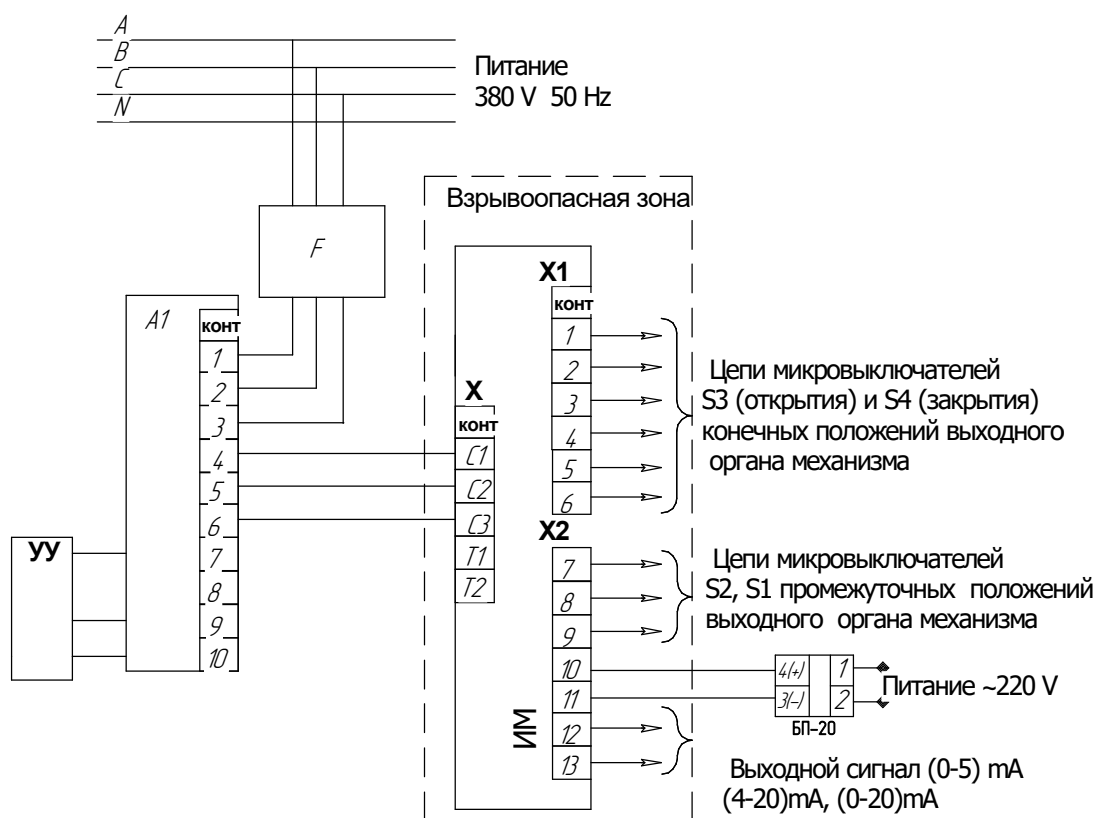 A
B
C
N
Питание
380 V 50 Hz
Взрывоопасная зона
F
A1
конт
1
2
3
4
5
6
7
8
9
10
УУ
X
конт
C1
C2
C3
T1
T2
X1
конт
1
2
3
4
5
6
Цепи микровыключателей
S3 (открытия) и S4 (закрытия)
конечных положений выходного
органа механизма
X2
7
8
9
10
11
12
13
ИМ
Цепи микровыключателей
S2, S1 промежуточных положений
выходного органа механизма
4(+) 1
3(-) 2
БП-20
Питание ~220 V
Выходной сигнал (0-5) mA
(4-20)mA, (0-20)mA